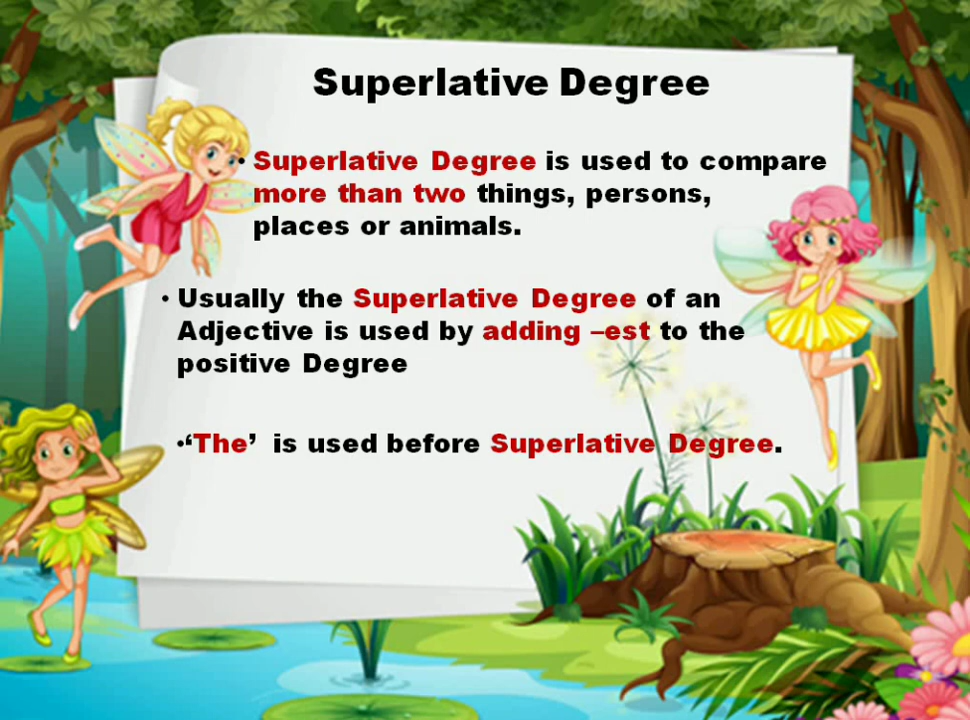 Superlative Degree
• Superlative Degree is used to compare
more than two things, persons,
places or animals.
• Usually the Superlative Degree of an
Adjective is used by adding –est to the
positive Degree
•‘The’ is used before Superlative Degree.